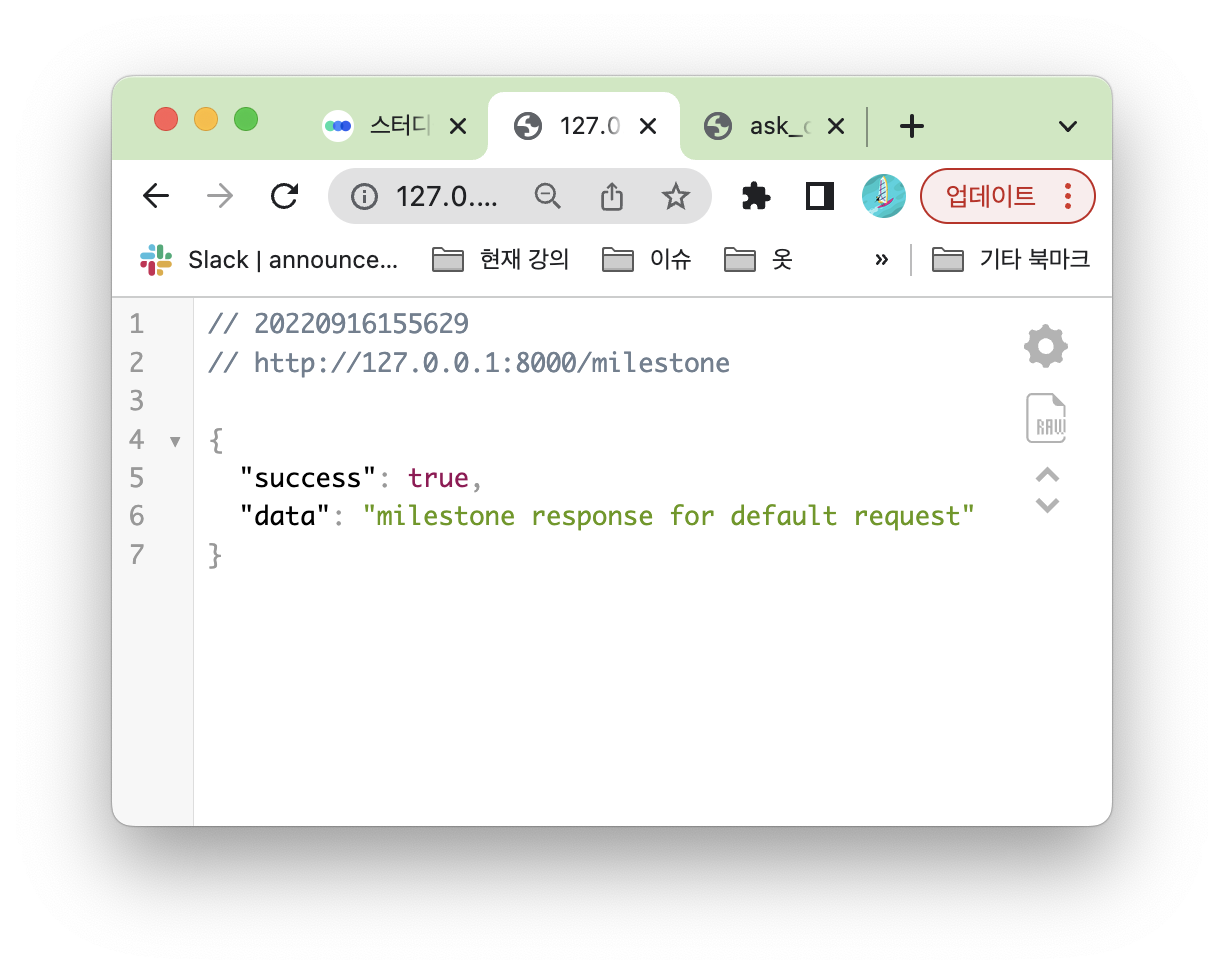 스터디
127.0
ask_
127.0....
업데이트
Slack | announce...
현재 강의
이슈
옷
»
기타 북마크
1 // 20220916155629
2 // http://127.0.0.1:8000/milestone
3
4 {
5 "success": true,
6 "data": "milestone response for default request"
7 }
RAW